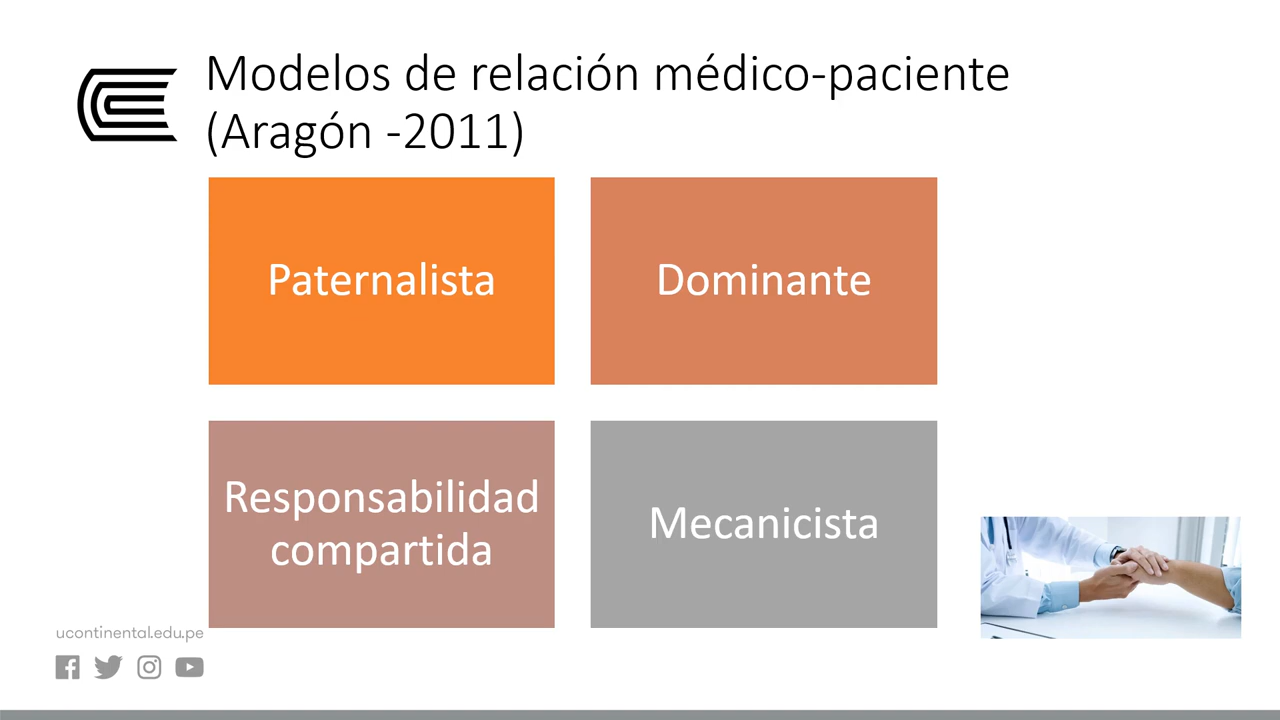 Modelos de relación médico-paciente
(Aragón -2011)
Paternalista
Dominante
Responsabilidad
compartida
Mecanicista
ucontinental.edu.pe